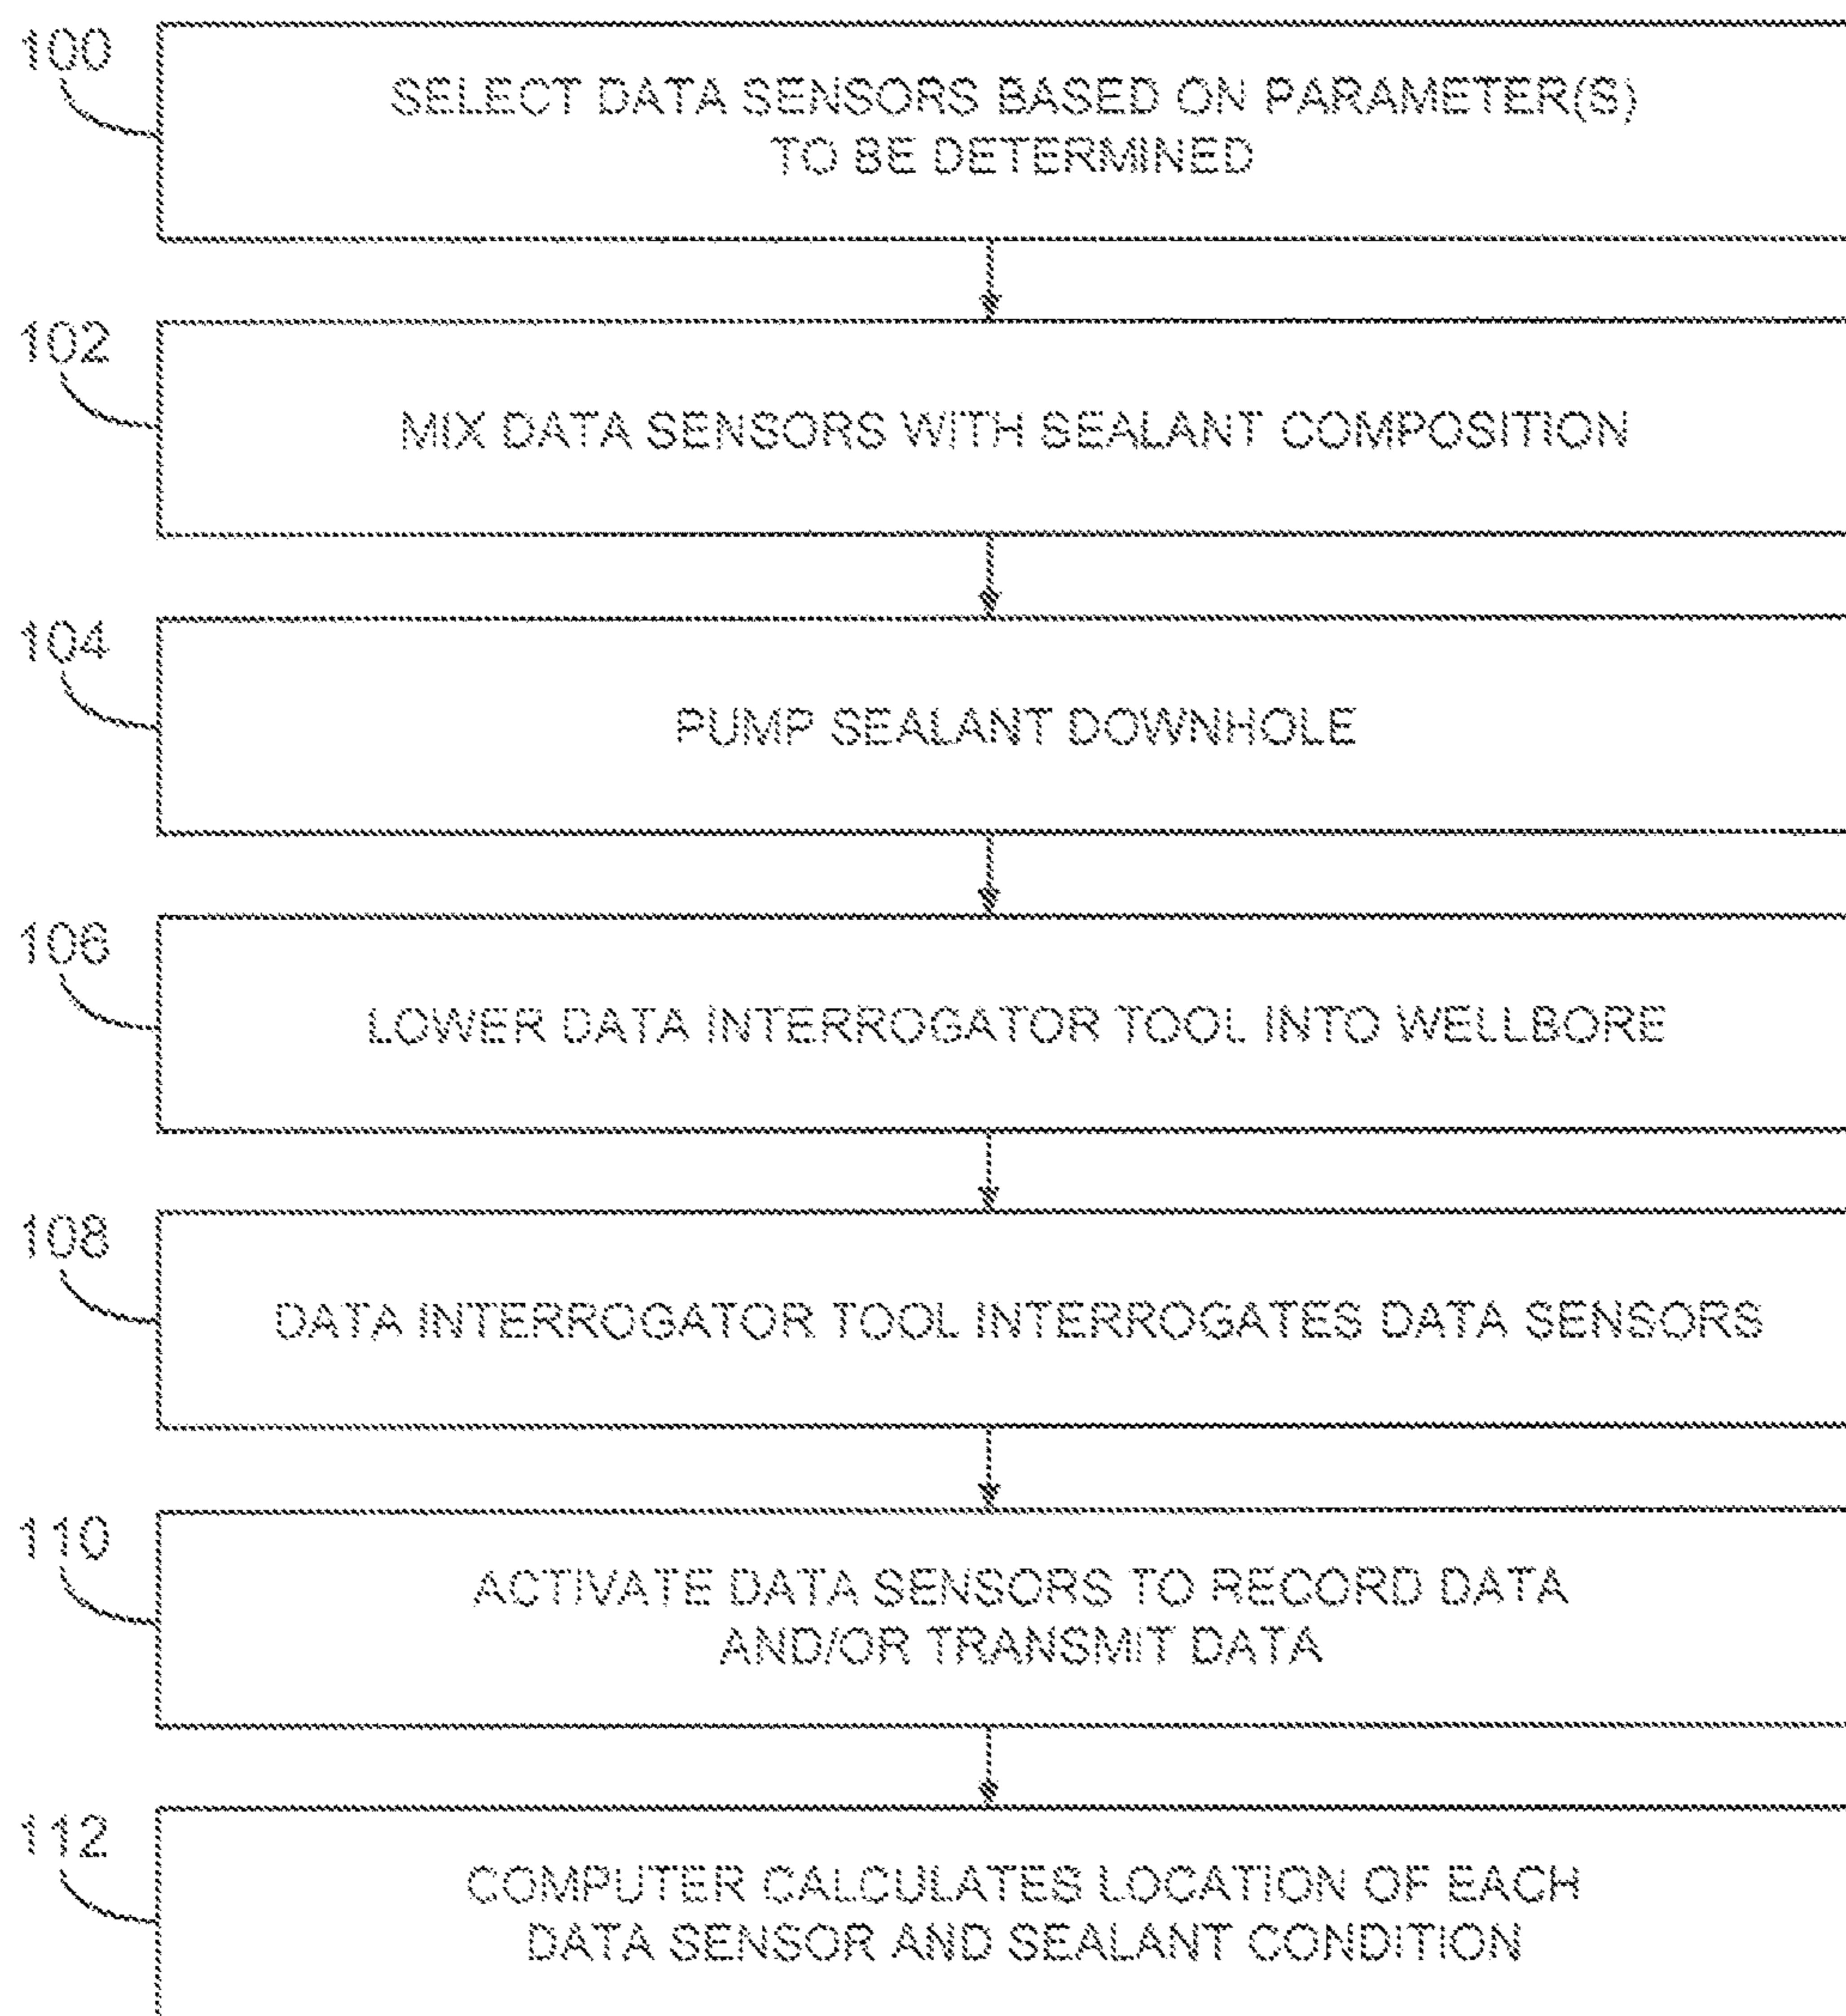 100
SELECT DATA SENSORS BASED ON PARAMETER(S)
TO BE DETERMINED
102
MIX DATA SENSORS WITH SEALANT COMPOSITION
104
PUMP SEALANT DOWNHOLE
106
LOWER DATA INTERROGATOR TOOL INTO WELLBORE
108
DATA INTERROGATOR TOOL INTERROGATES DATA SENSORS
110
ACTIVATE DATA SENSORS TO RECORD DATA
AND/OR TRANSMIT DATA
112
COMPUTER CALCULATES LOCATION OF EACH
DATA SENSOR AND SEALANT CONDITION